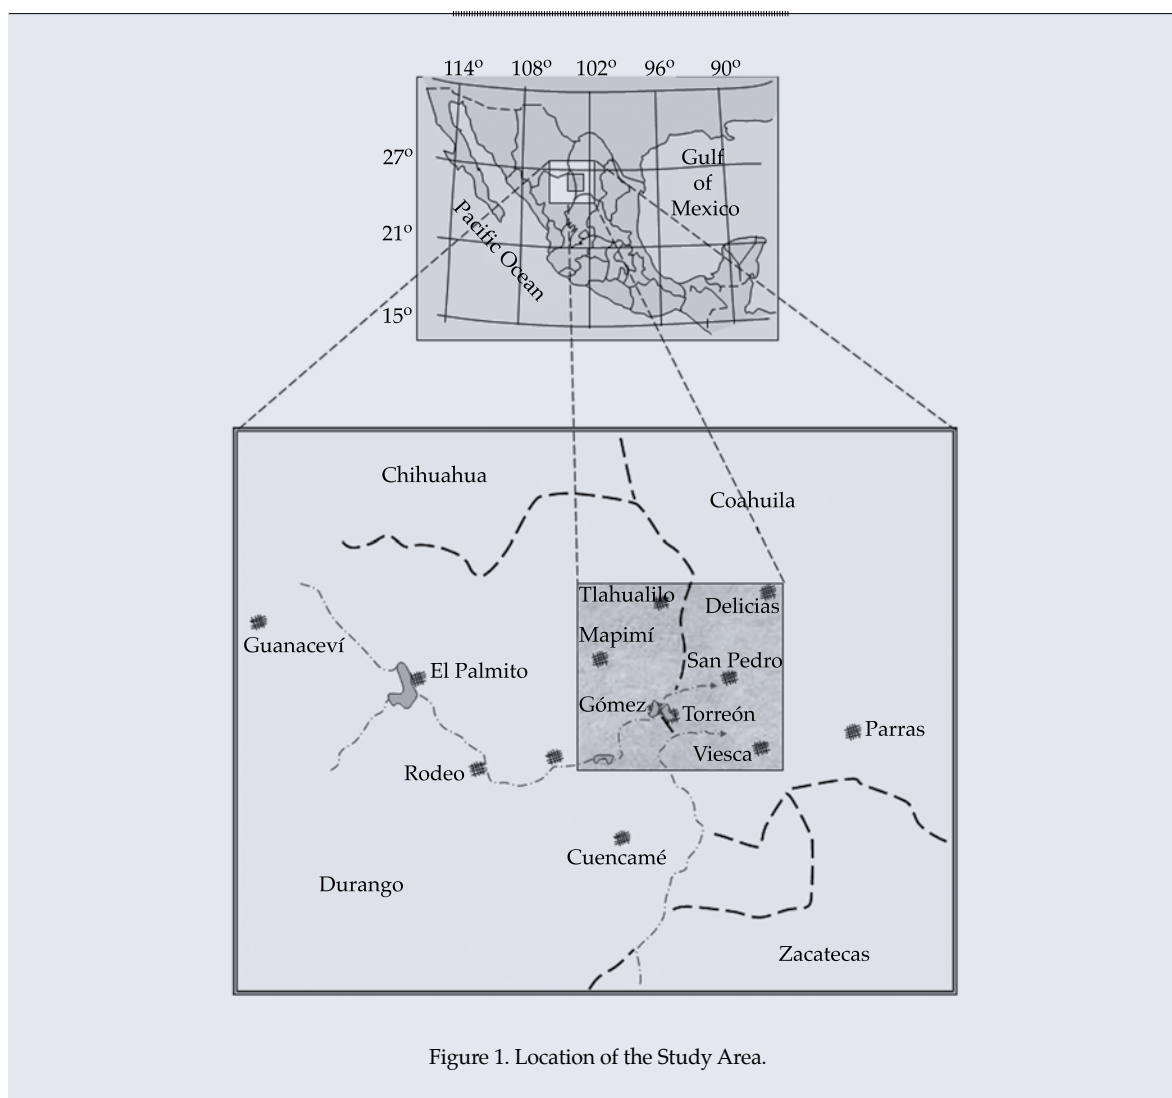 114º 108º 102º 96º 90º
27º
21º
15º
Gulf
of
Mexico
Pacific Ocean
Chihuahua
Coahuila
Tlahualilo
Delicias
Mapimí
Guanaceví
El Palmito
San Pedro
Gómez
Torreón
Parras
Viesca
Rodeo
Cuencamé
Durango
Zacatecas
Figure 1. Location of the Study Area.